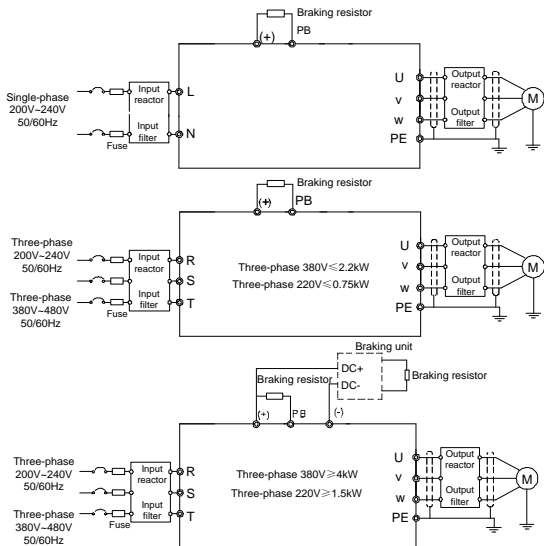 Braking resistor
(+) PB
Single-phase
200V~240V
50/60Hz
Fuse
Input
reactor
Input
filter
L
N
U
v
w
PE
Output
reactor
Output
filter
M
Braking resistor
(+) PB
Three-phase
200V~240V
50/60Hz
Three-phase
380V~480V
50/60Hz
Fuse
Input
reactor
Input
filter
R
S
T
Three-phase 380V≤2.2kW
Three-phase 220V≤0.75kW
U
v
w
PE
Output
reactor
Output
filter
M
Braking unit
DC+
DC-
Braking resistor
Braking resistor
(+) PB (-)
Three-phase
200V~240V
50/60Hz
Three-phase
380V~480V
50/60Hz
Fuse
Input
reactor
Input
filter
R
S
T
Three-phase 380V≥4kW
Three-phase 220V≥1.5kW
U
v
w
PE
Output
reactor
Output
filter
M